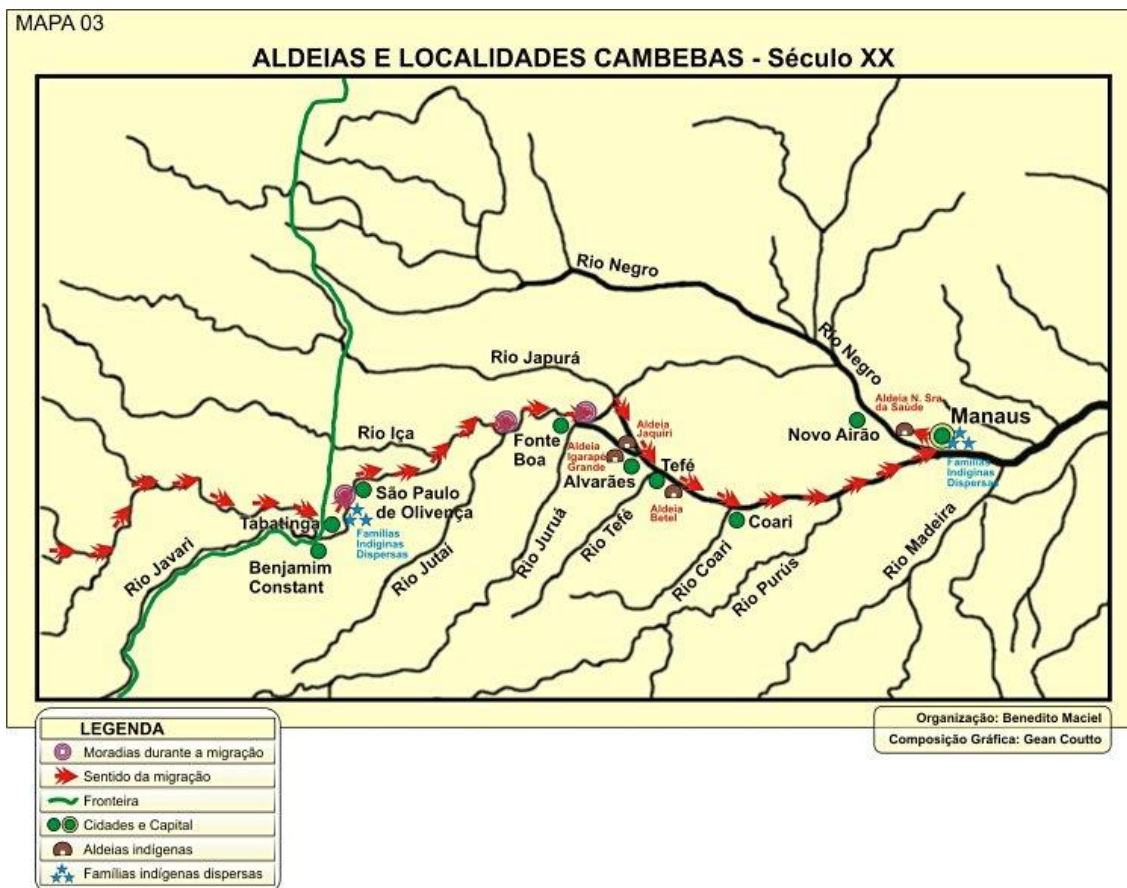 MAPA 03
ALDEIAS E LOCALIDADES CAMBEBAS - Século XX
Rio Negro
Rio Negro
Rio Japurá
Aldeia N. Sra.
da Saúde
Manaus
Novo Airão
Famílias
Indíginas
Dispersas
Rio Içá
Fonte
Boa
Aldeia
Jaquiri
Aldeia
Igarapé
Grande
Alvarães
Tefé
São Paulo
de Olivença
Tabatinga
Famílias
Indíginas
Dispersas
Aldeia
Betel
Coari
Rio Javari
Benjamim
Constant
Rio Jutaí
Rio Juruá
Rio Tefé
Rio Coari
Rio Purús
Rio Madeira
Organização: Benedito Maciel
Composição Gráfica: Gean Coutto
LEGENDA
Moradias durante a migração
Sentido da migração
Fronteira
Cidades e Capital
Aldeias indígenas
Famílias indígenas dispersas